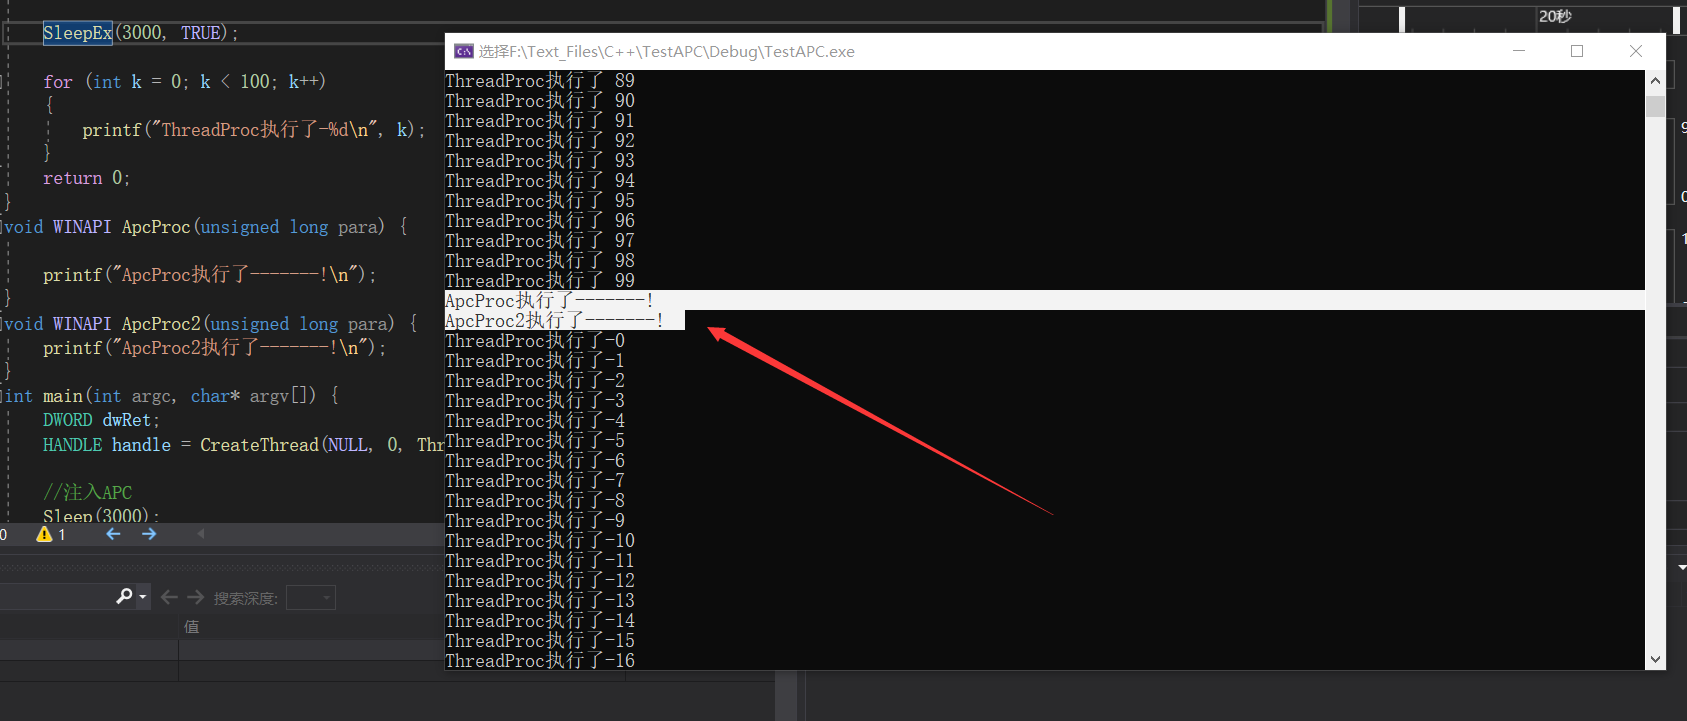 SleepEx(3000, TRUE);
for (int k = 0; k < 100; k++)
{
printf("ThreadProc执行了-%d\n", k);
}
return 0;
}
void WINAPI ApcProc(unsigned long para) {
printf("ApcProc执行了-------!\n");
}
void WINAPI ApcProc2(unsigned long para) {
printf("ApcProc2执行了-------!\n");
}
int main(int argc, char* argv[]) {
DWORD dwRet;
HANDLE handle = CreateThread(NULL, 0, Thr
//注入APC
Sleep(3000);
0
1
搜索深度:
值
20秒
选择F:\Text_Files\C++\TestAPC\Debug\TestAPC.exe
ThreadProc执行了 89
ThreadProc执行了 90
ThreadProc执行了 91
ThreadProc执行了 92
ThreadProc执行了 93
ThreadProc执行了 94
ThreadProc执行了 95
ThreadProc执行了 96
ThreadProc执行了 97
ThreadProc执行了 98
ThreadProc执行了 99
ApcProc执行了-------!
ApcProc2执行了-------!
ThreadProc执行了-0
ThreadProc执行了-1
ThreadProc执行了-2
ThreadProc执行了-3
ThreadProc执行了-4
ThreadProc执行了-5
ThreadProc执行了-6
ThreadProc执行了-7
ThreadProc执行了-8
ThreadProc执行了-9
ThreadProc执行了-10
ThreadProc执行了-11
ThreadProc执行了-12
ThreadProc执行了-13
ThreadProc执行了-14
ThreadProc执行了-15
ThreadProc执行了-16